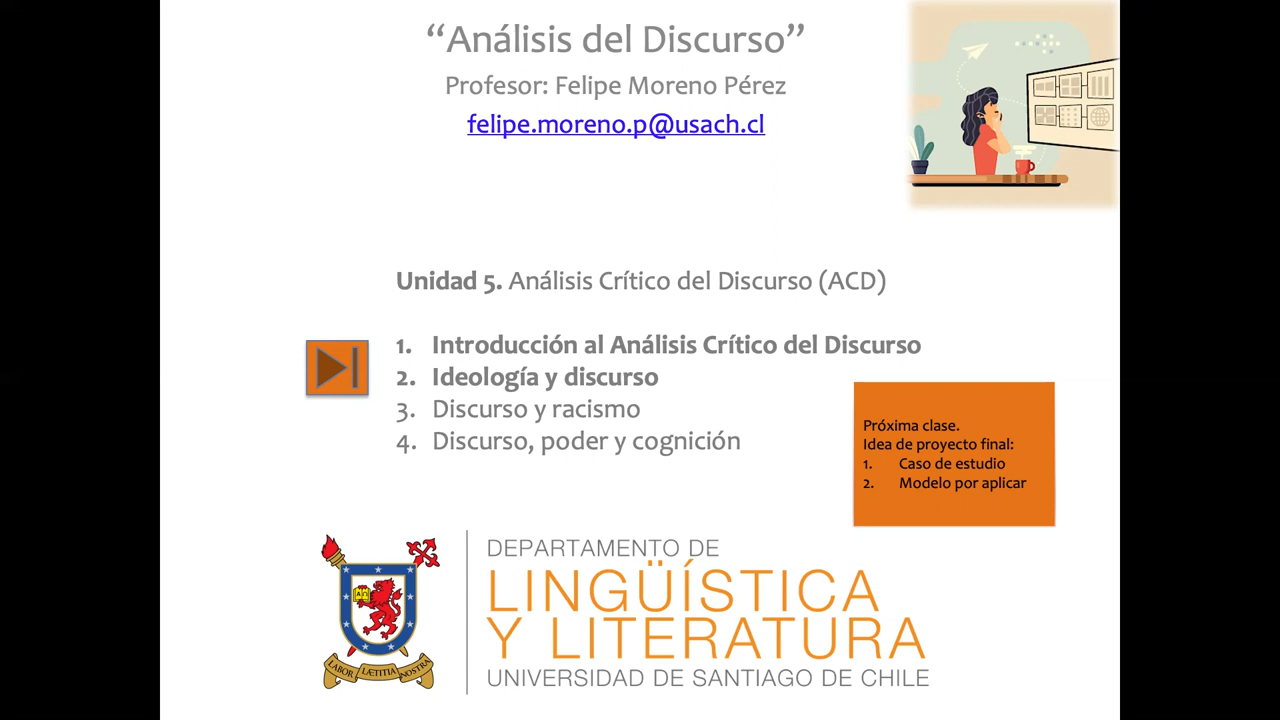 “Análisis del Discurso”
Profesor: Felipe Moreno Pérez
felipe.moreno.p@usach.cl
Unidad 5. Análisis Crítico del Discurso (ACD)
1. Introducción al Análisis Crítico del Discurso
2. Ideología y discurso
3. Discurso y racismo
4. Discurso, poder y cognición
Próxima clase.
Idea de proyecto final:
1. Caso de estudio
2. Modelo por aplicar
LABOR LÆTITIA NOSTRA
DEPARTAMENTO DE
LINGÜÍSTICA
Y LITERATURA
UNIVERSIDAD DE SANTIAGO DE CHILE